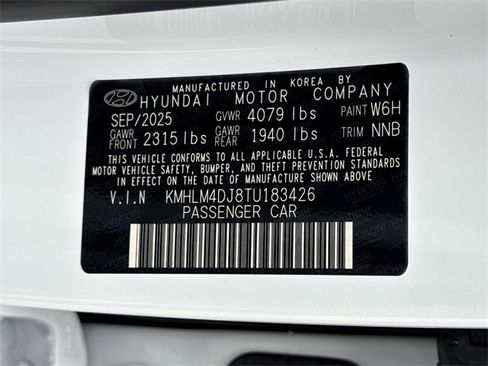 MANUFACTURED IN KOREA BY
HYUNDAI MOTOR COMPANY
SEP/2025 GVWR 4079 lbs PAINT W6H
GAWR FRONT 2315 lbs GAWR REAR 1940 lbs TRIM NNB
THIS VEHICLE CONFORMS TO ALL APPLICABLE U.S.A. FEDERAL
MOTOR VEHICLE SAFETY, BUMPER, AND THEFT PREVENTION STANDARDS
IN EFFECT ON THE DATE OF MANUFACTURE SHOWN ABOVE
V.I.N KMHLM4DJ8TU183426
PASSENGER CAR